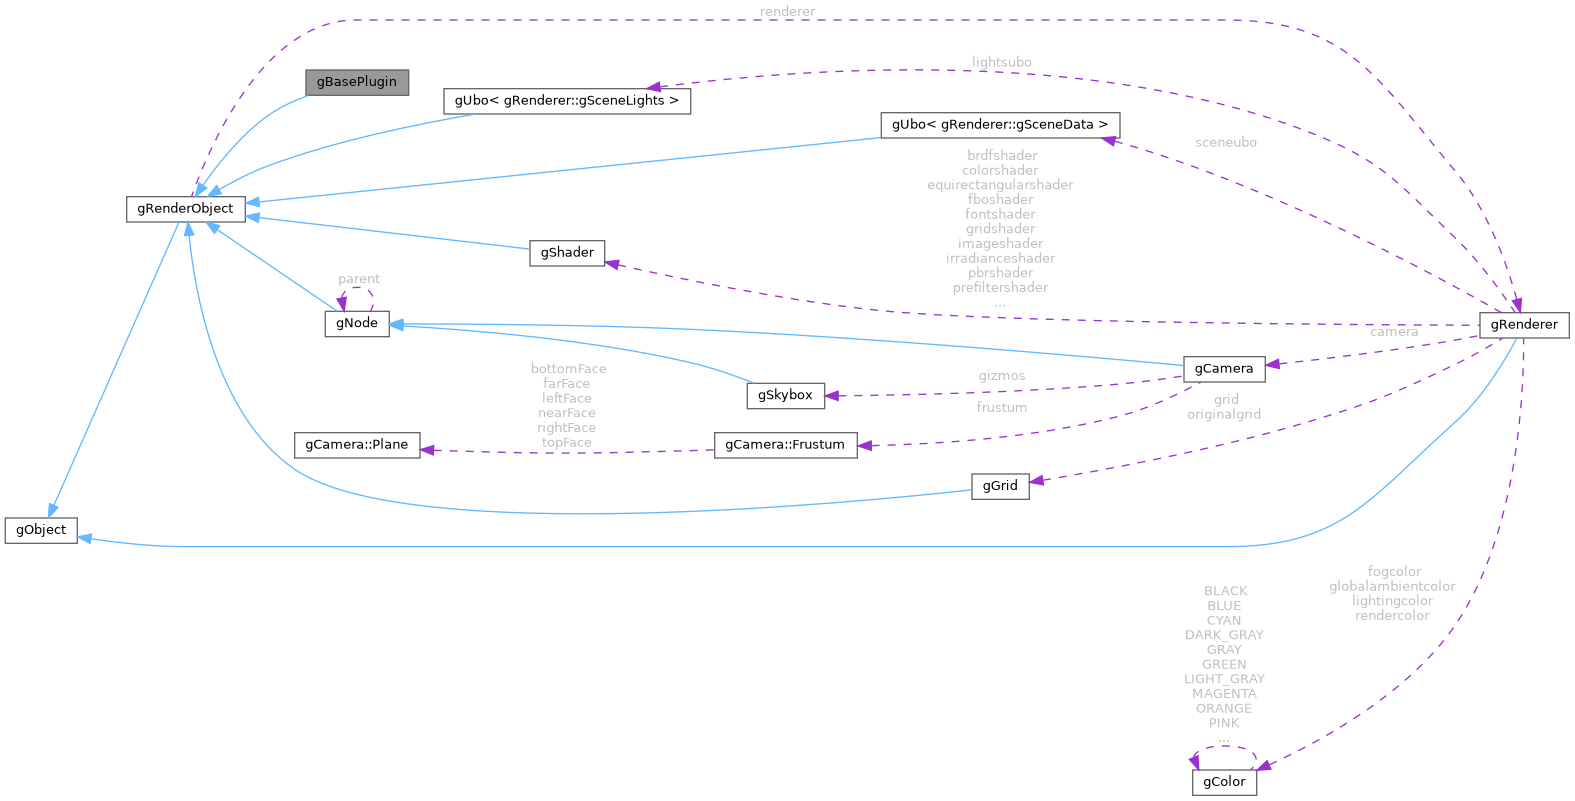 renderer
lightsubo
gBasePlugin
gUbo< gRenderer::gSceneLights >
gUbo< gRenderer::gSceneData >
sceneubo
brdfshader
colorshader
equirectangularshader
fboshader
fontshader
gridshader
imageshader
irradianceshader
pbrshader
prefiltershader
...
gRenderObject
gShader
parent
gNode
gRenderer
camera
gCamera
gizmos
gSkybox
frustum
grid
originalgrid
bottomFace
farFace
leftFace
nearFace
rightFace
topFace
gCamera::Plane
gCamera::Frustum
gGrid
gObject
fogcolor
globalambientcolor
lightingcolor
rendercolor
BLACK
BLUE
CYAN
DARK_GRAY
GRAY
GREEN
LIGHT_GRAY
MAGENTA
ORANGE
PINK
...
gColor